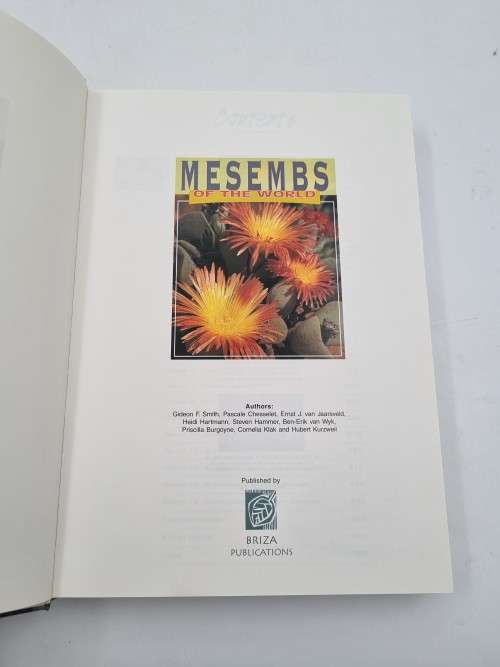 Contents
MESEMBS
OF THE WORLD
Authors:
Gideon F. Smith, Pascale Chesselet, Ernst J. van Jaarsveld,
Heidi Hartmann, Steven Hammer, Ben-Erik van Wyk,
Priscilla Burgoyne, Cornelia Klak and Hubert Kurzweil
Published by
BRIZA
PUBLICATIONS